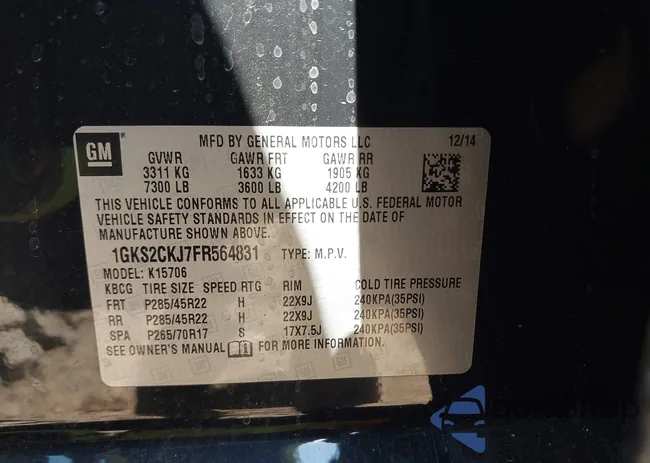 GM
MFD BY GENERAL MOTORS LLC 12/14
GVWR GAWR FRT GAWR RR
3311 KG 1633 KG 1905 KG
7300 LB 3600 LB 4200 LB
THIS VEHICLE CONFORMS TO ALL APPLICABLE U.S. FEDERAL MOTOR
VEHICLE SAFETY STANDARDS IN EFFECT ON THE DATE OF
MANUFACTURE SHOWN ABOVE.
1GKS2CKJ7FR564831 TYPE: M.P.V.
MODEL: K15706
KBCG TIRE SIZE SPEED RTG RIM COLD TIRE PRESSURE
FRT P285/45R22 H 22X9J 240KPA(35PSI)
RR P285/45R22 H 22X9J 240KPA(35PSI)
SPA P265/70R17 S 17X7.5J 240KPA(35PSI)
SEE OWNER'S MANUAL FOR MORE INFORMATION.